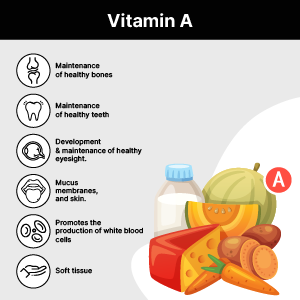 Vitamin A
Maintenance
of healthy bones
Maintenance
of healthy teeth
Development
& maintenance of healthy
eyesight.
Mucus
membranes,
and skin.
Promotes the
production of white blood
cells
Soft tissue
A